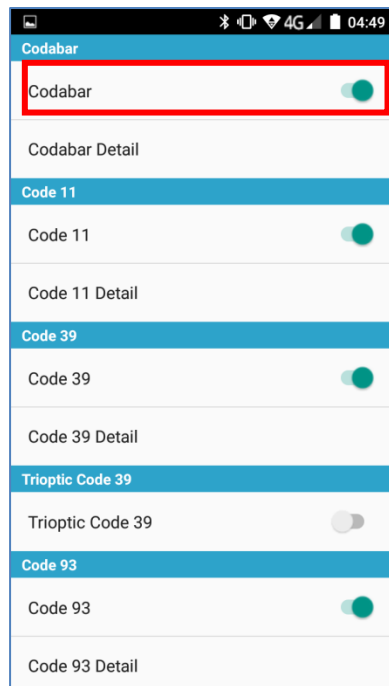 4G 04:49
Codabar
Codabar
Codabar Detail
Code 11
Code 11
Code 11 Detail
Code 39
Code 39
Code 39 Detail
Trioptic Code 39
Trioptic Code 39
Code 93
Code 93
Code 93 Detail